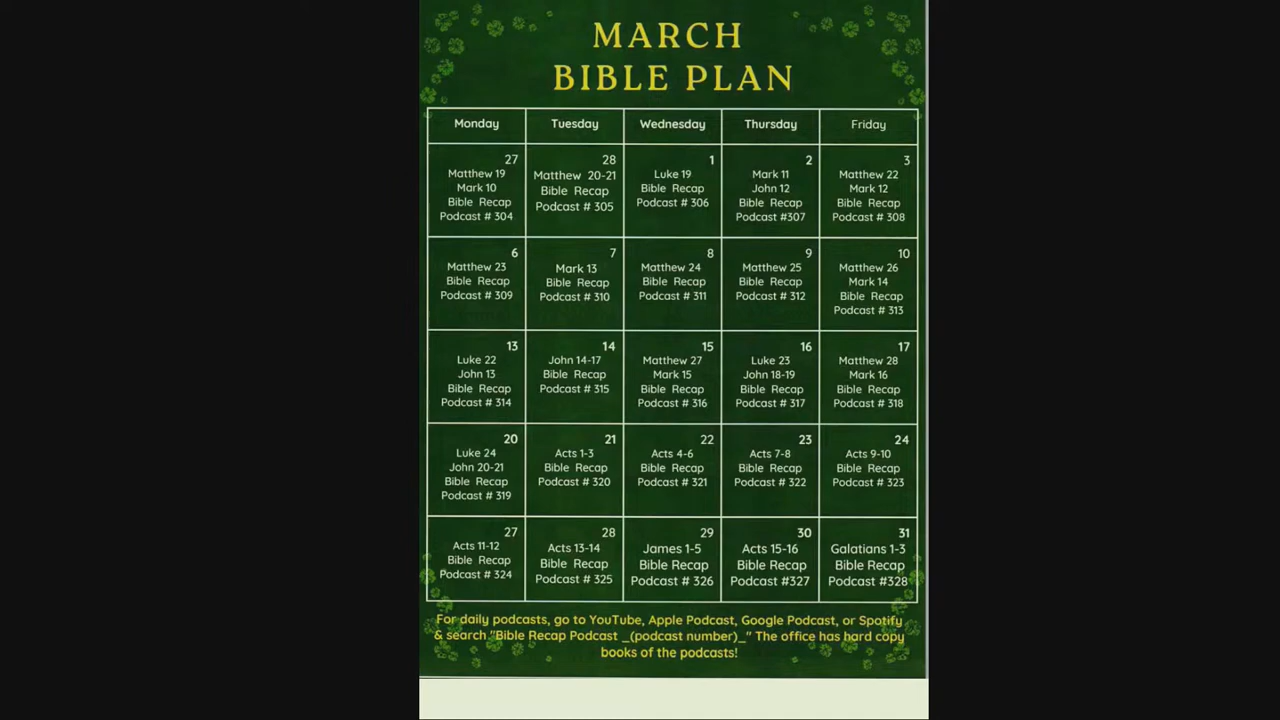 MARCH
BIBLE PLAN
Monday Tuesday Wednesday Thursday Friday
27
Matthew 19
Mark 10
Bible Recap
Podcast # 304
28
Matthew 20-21
Bible Recap
Podcast # 305
1
Luke 19
Bible Recap
Podcast # 306
2
Mark 11
John 12
Bible Recap
Podcast #307
3
Matthew 22
Mark 12
Bible Recap
Podcast # 308
6
Matthew 23
Bible Recap
Podcast # 309
7
Mark 13
Bible Recap
Podcast # 310
8
Matthew 24
Bible Recap
Podcast # 311
9
Matthew 25
Bible Recap
Podcast # 312
10
Matthew 26
Mark 14
Bible Recap
Podcast # 313
13
Luke 22
John 13
Bible Recap
Podcast # 314
14
John 14-17
Bible Recap
Podcast # 315
15
Matthew 27
Mark 15
Bible Recap
Podcast # 316
16
Luke 23
John 18-19
Bible Recap
Podcast # 317
17
Matthew 28
Mark 16
Bible Recap
Podcast # 318
20
Luke 24
John 20-21
Bible Recap
Podcast # 319
21
Acts 1-3
Bible Recap
Podcast # 320
22
Acts 4-6
Bible Recap
Podcast # 321
23
Acts 7-8
Bible Recap
Podcast # 322
24
Acts 9-10
Bible Recap
Podcast # 323
27
Acts 11-12
Bible Recap
Podcast # 324
28
Acts 13-14
Bible Recap
Podcast # 325
29
James 1-5
Bible Recap
Podcast # 326
30
Acts 15-16
Bible Recap
Podcast #327
31
Galatians 1-3
Bible Recap
Podcast #328
For daily podcasts, go to YouTube, Apple Podcast, Google Podcast, or Spotify
& search "Bible Recap Podcast _(podcast number)_" The office has hard copy
books of the podcasts!